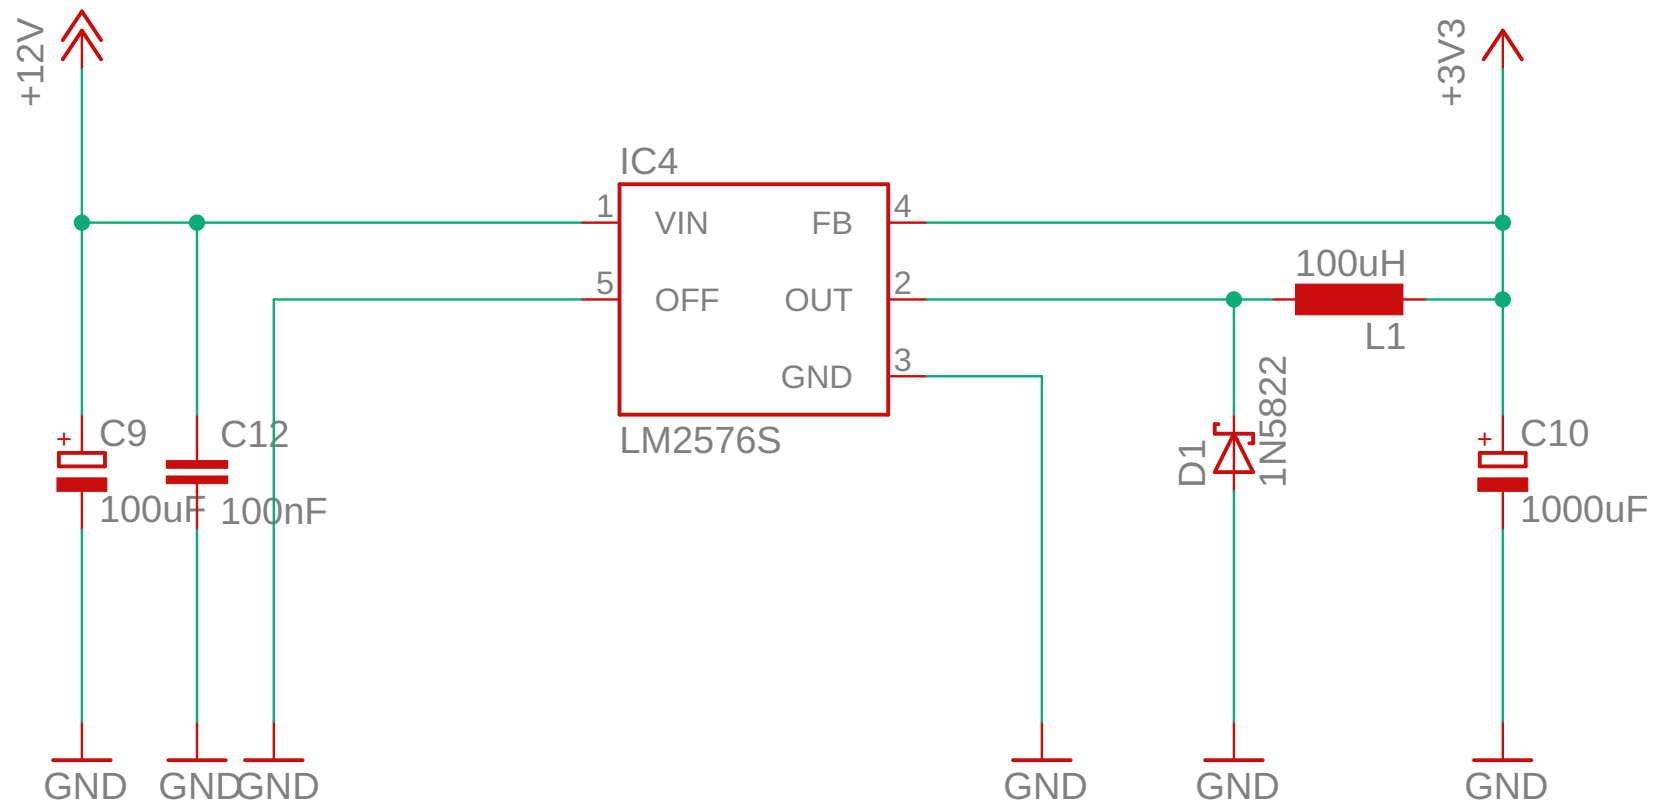 +12V
+3V3
IC4
1
VIN
FB
4
5
OFF
OUT
2
GND
3
LM2576S
100uH
L1
C9
100uF
C12
100nF
D1
1N5822
C10
1000uF
+
+
GND
GND
GND
GND
GND
GND